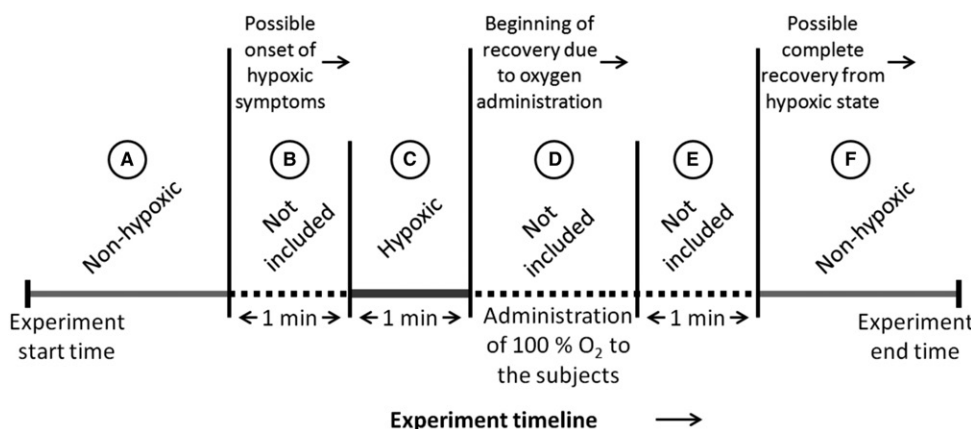 Possible
onset of →
hypoxic
symptoms
Beginning of
recovery due →
to oxygen
administration
Possible
complete →
recovery from
hypoxic state
A
Non-hypoxic
B
Not
included
C
Hypoxic
D
Not
included
E
Not
included
F
Non-hypoxic
Experiment
start time
← 1 min →
← 1 min →
Administration
of 100 % O₂ to
the subjects
← 1 min →
Experiment
end time
Experiment timeline →